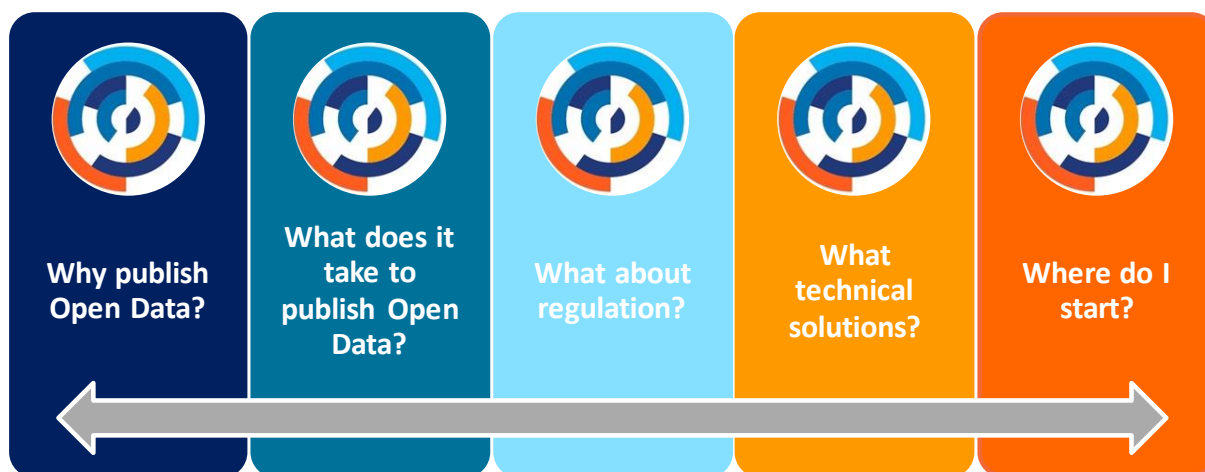 Why publish
Open Data?
What does it
take to
publish Open
Data?
What about
regulation?
What
technical
solutions?
Where do I
start?